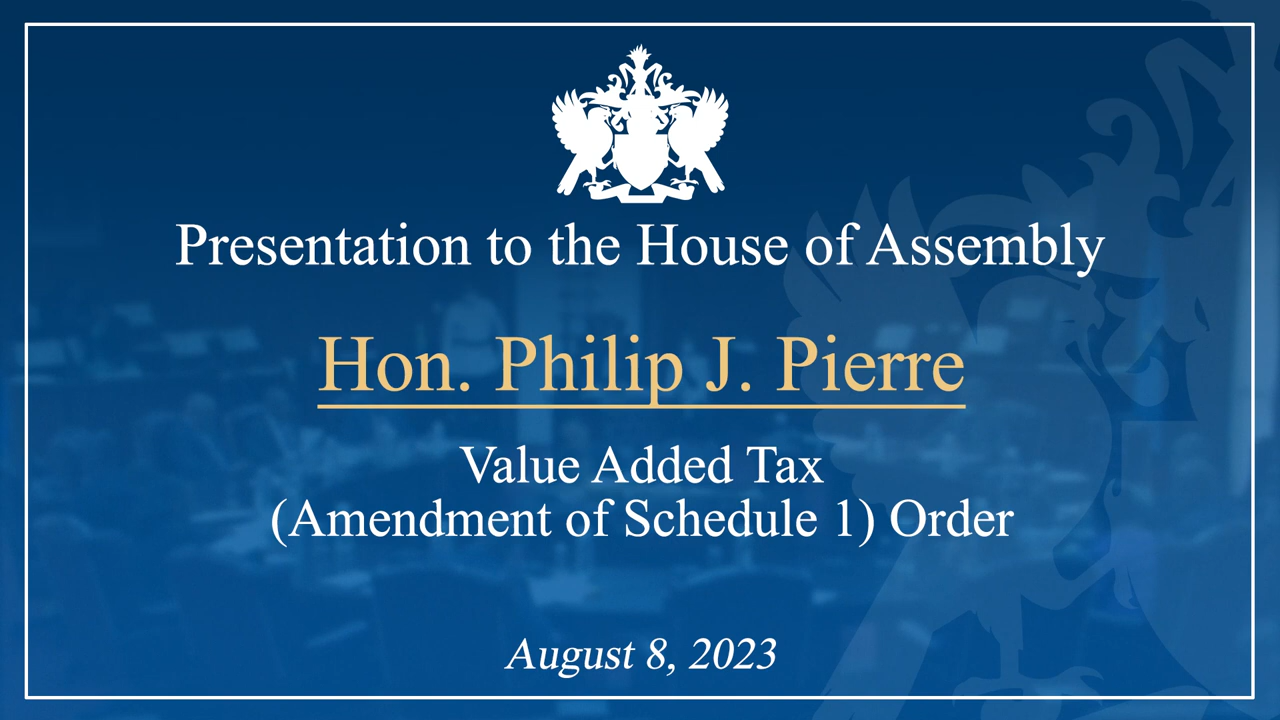 Presentation to the House of Assembly
Hon. Philip J. Pierre
Value Added Tax
(Amendment of Schedule 1) Order
August 8, 2023